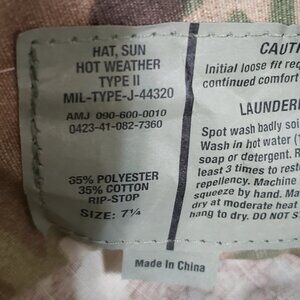 HAT, SUN
HOT WEATHER
TYPE II
MIL-TYPE-J-44320
AMJ 090-600-0010
0423-41-082-7360
35% POLYESTER
35% COTTON
RIP-STOP
SIZE: 7¼
CAUTI
Initial loose fit req
continued comfort
LAUNDERI
Spot wash badly soi
Wash in hot water (
soap or detergent. R
least 3 times to rest
repellency. Machine
squeeze by hand. Ma
dry at moderate heat
hang to dry. DO NOT S
Made In China